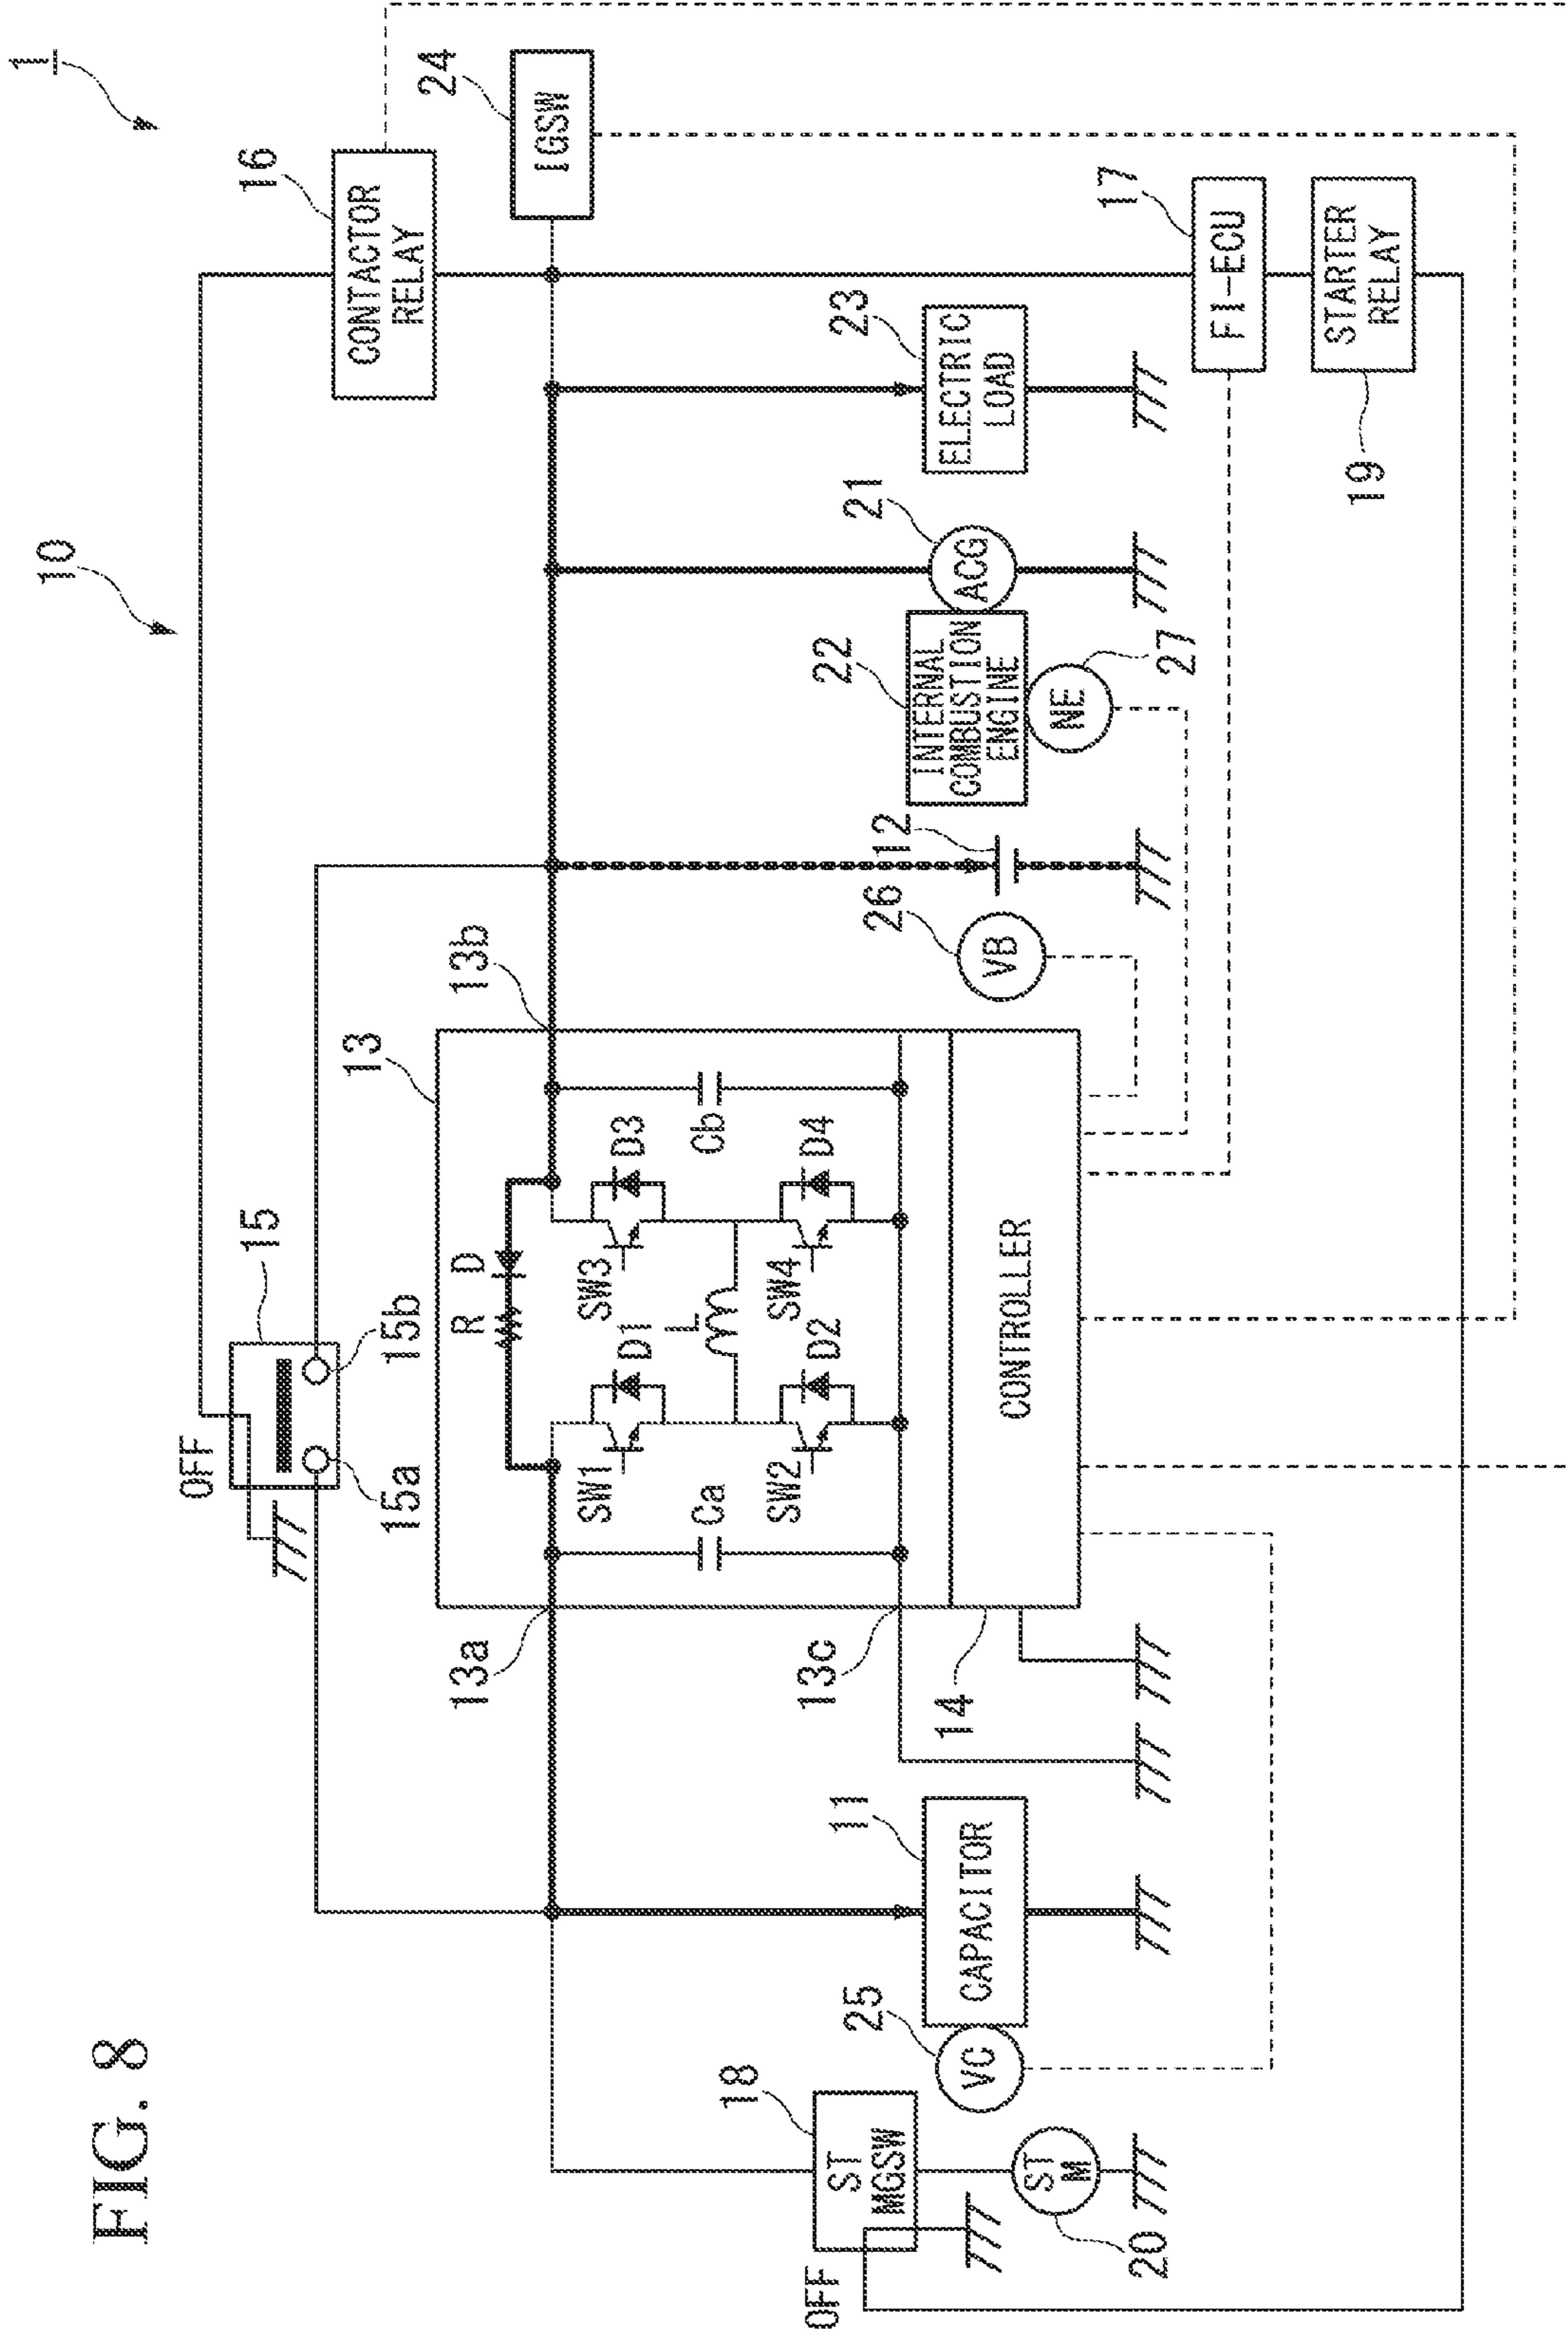 FIG. 8
1
10
OFF
15
15a
15b
16
CONTACTOR
RELAY
24
IGSW
13
13a
13b
13c
R
D
SW1
D1
SW3
D3
L
Ca
Cb
SW2
D2
SW4
D4
CONTROLLER
14
11
CAPACITOR
25
VC
18
ST
MGSW
OFF
ST
M
20
26
VB
12
22
INTERNAL
COMBUSTION
ENGINE
21
ACG
NE
27
23
ELECTRIC
LOAD
17
FI-ECU
STARTER
RELAY
19